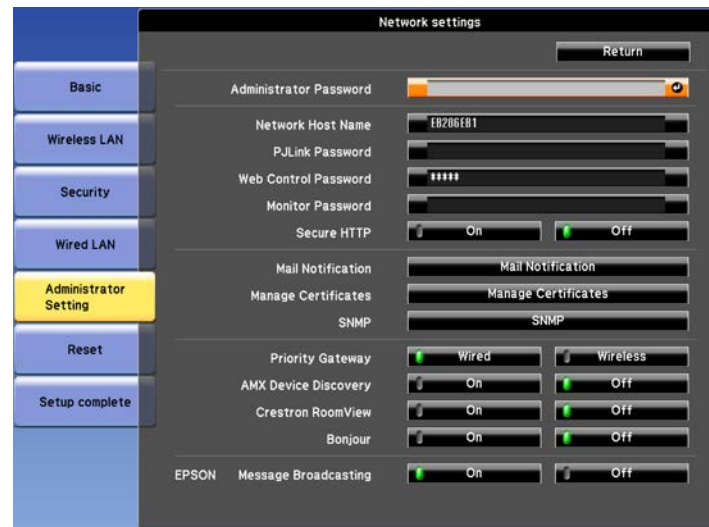 Network settings
Return
Basic
Wireless LAN
Security
Wired LAN
Administrator
Setting
Reset
Setup complete
Administrator Password
Network Host Name EB286EB1
PJLink Password
Web Control Password *****
Monitor Password
Secure HTTP On Off
Mail Notification Mail Notification
Manage Certificates Manage Certificates
SNMP SNMP
Priority Gateway Wired Wireless
AMX Device Discovery On Off
Crestron RoomView On Off
Bonjour On Off
EPSON Message Broadcasting On Off